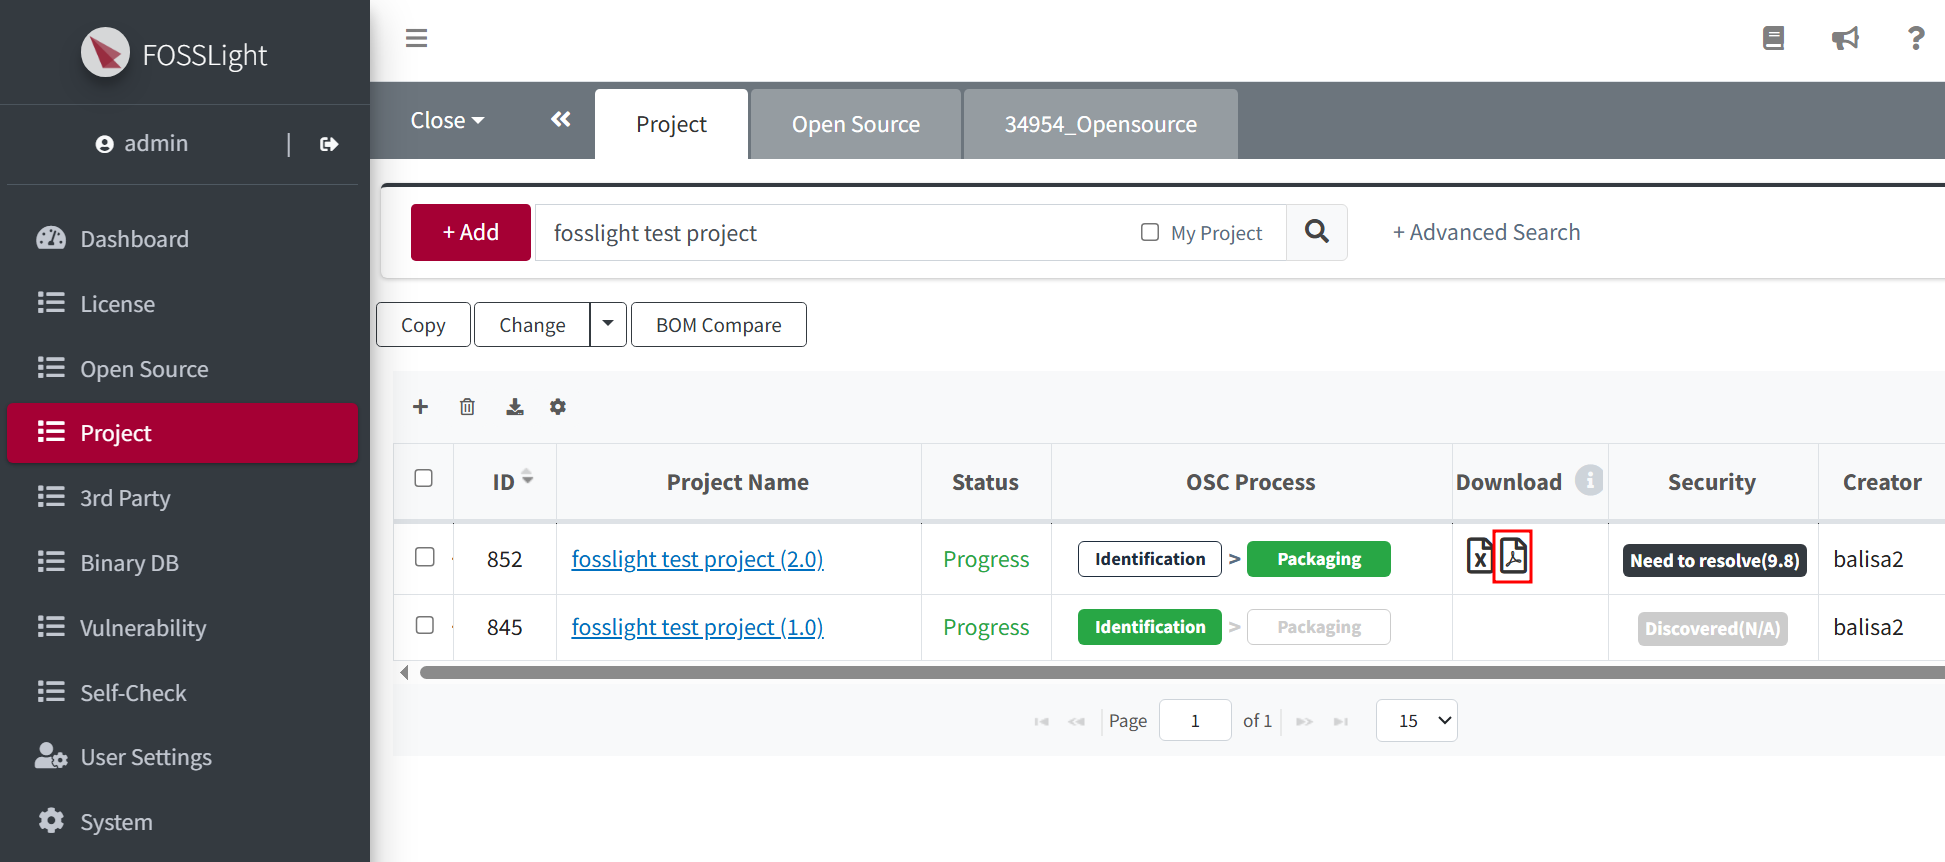 FOSSLight
admin
Dashboard
License
Open Source
Project
3rd Party
Binary DB
Vulnerability
Self-Check
User Settings
System
Close
Project
Open Source
34954_Opensource
+ Add
fosslight test project
My Project
+ Advanced Search
Copy
Change
BOM Compare
ID
Project Name
Status
OSC Process
Download
Security
Creator
852
fosslight test project (2.0)
Progress
Identification > Packaging
Need to resolve(9.8)
balisa2
845
fosslight test project (1.0)
Progress
Identification > Packaging
Discovered(N/A)
balisa2
Page 1 of 1
15